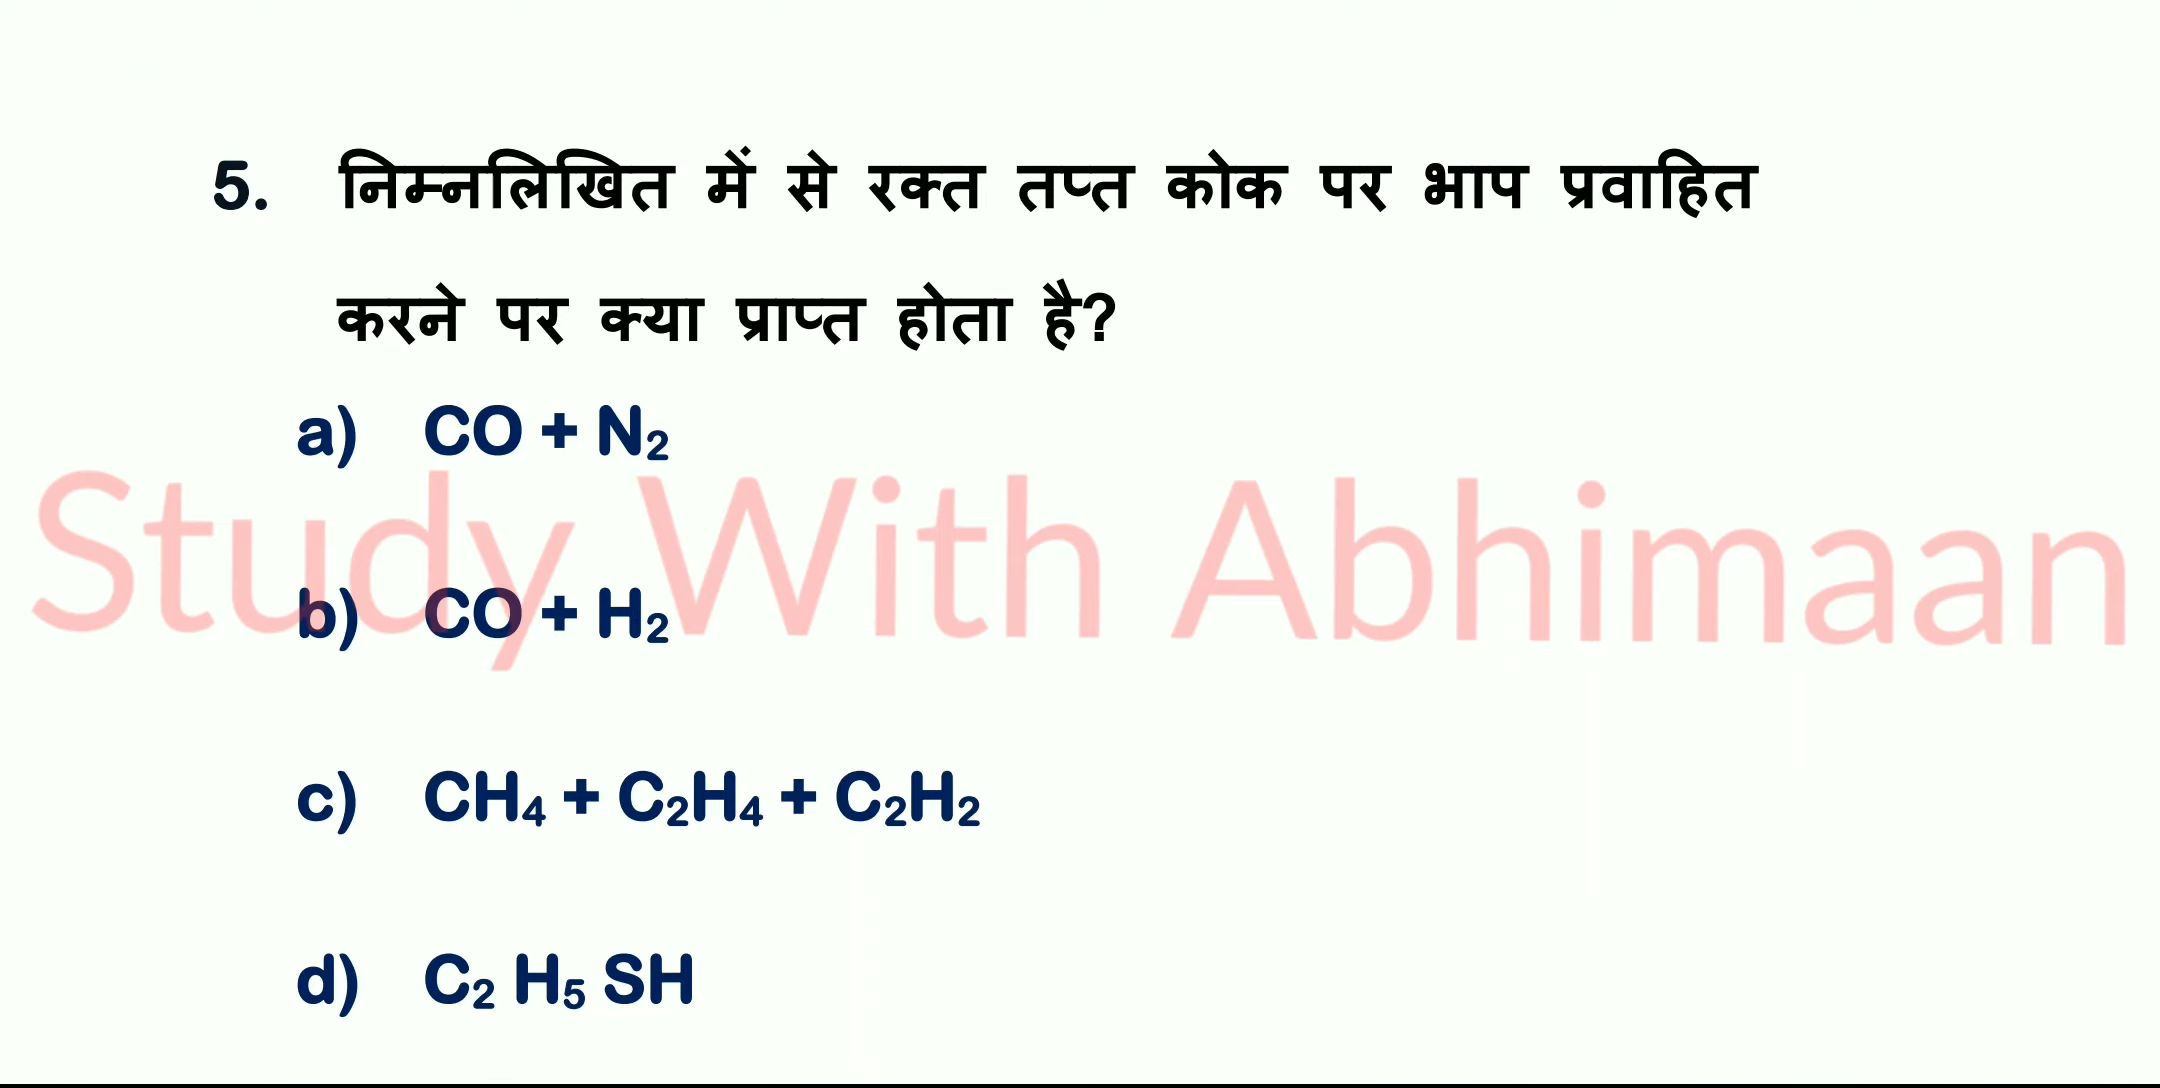 5. निम्नलिखित में से रक्त तप्त कोक पर भाप प्रवाहित
करने पर क्या प्राप्त होता है?
a) CO + N₂
Study With Abhimaan
b) CO + H₂
c) CH₄ + C₂H₄ + C₂H₂
d) C₂ H₅ SH